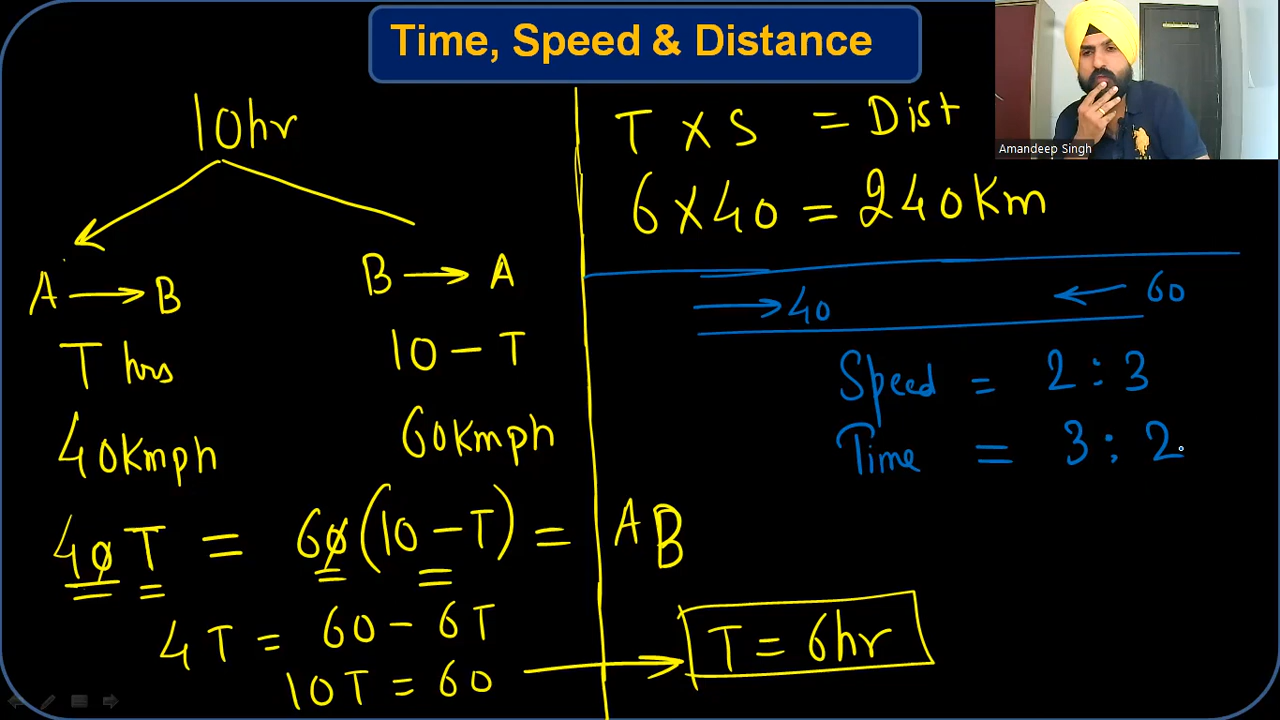 Time, Speed & Distance
Amandeep Singh
10hr
A → B
B → A
T hrs
10 - T
40Kmph
60Kmph
40 T = 60(10 - T) = AB
4T = 60 - 6T
10T = 60 → T = 6hr
T x S = Dist
6 x 40 = 240Km
→ 40 ← 60
Speed = 2:3
Time = 3:2